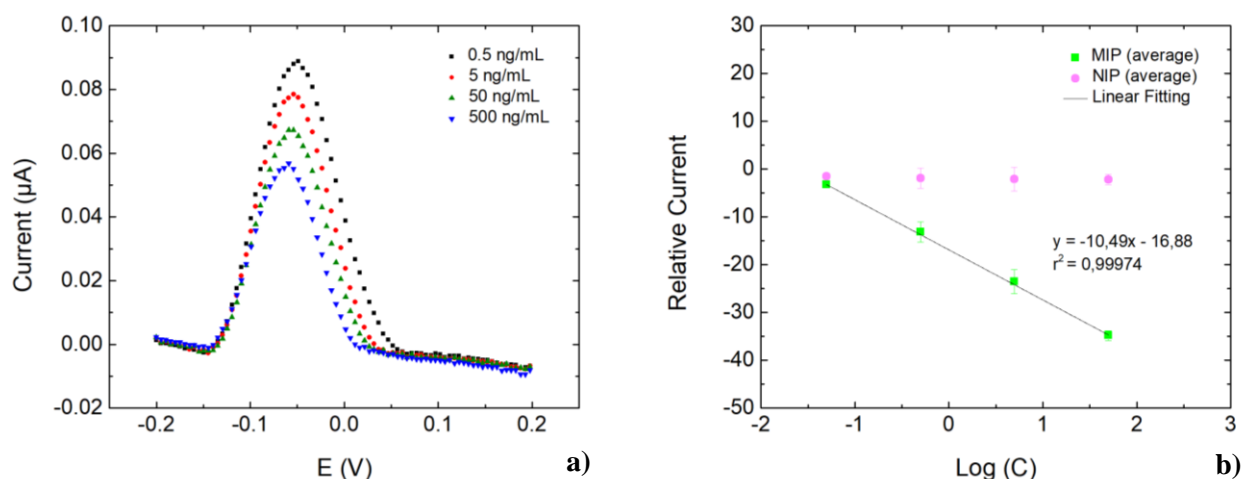 0.10
0.08
0.06
0.04
0.02
0.00
-0.02
Current (µA)
0.5 ng/mL
5 ng/mL
50 ng/mL
500 ng/mL
-0.2
-0.1
0.0
0.1
0.2
E (V)
a)
30
20
10
0
-10
-20
-30
-40
-50
Relative Current
MIP (average)
NIP (average)
Linear Fitting
y = -10,49x - 16,88
r² = 0,99974
-2
-1
0
1
2
3
Log (C)
b)